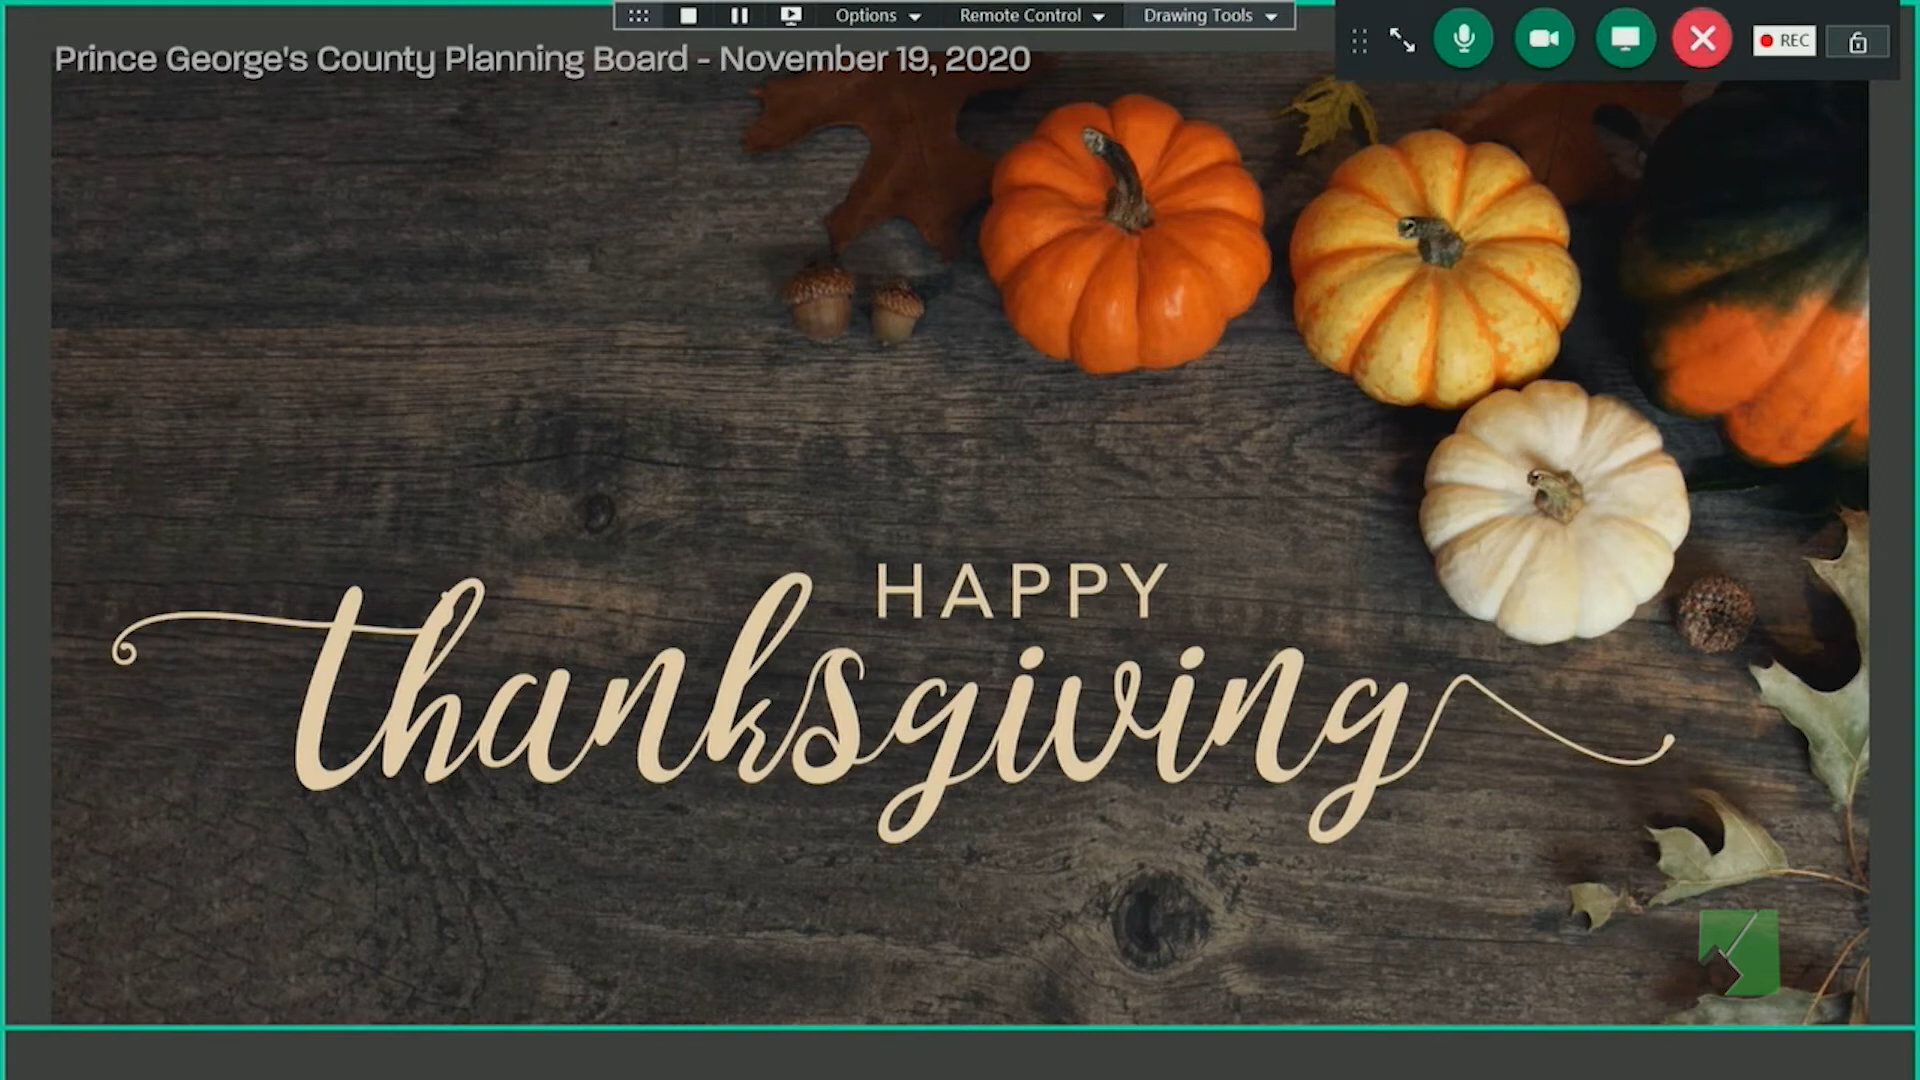 Options
Remote Control
Drawing Tools
REC
Prince George's County Planning Board - November 19, 2020
HAPPY
thanksgiving